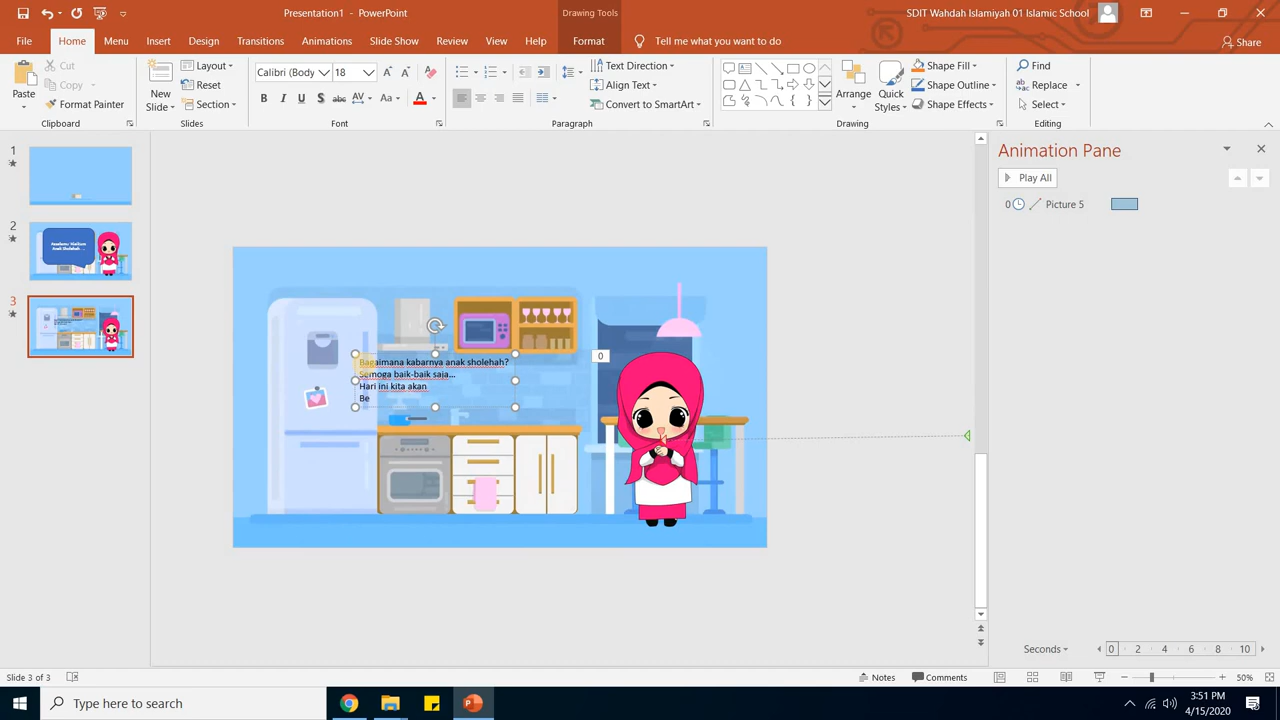 Presentation1 - PowerPoint
Drawing Tools
SDIT Wahdah Islamiyah 01 Islamic School
File
Home
Menu
Insert
Design
Transitions
Animations
Slide Show
Review
View
Help
Format
Tell me what you want to do
Share
Paste
Cut
Copy
Format Painter
Clipboard
New Slide
Layout
Reset
Section
Slides
Calibri (Body
18
Font
Text Direction
Align Text
Convert to SmartArt
Paragraph
Arrange
Quick Styles
Shape Fill
Shape Outline
Shape Effects
Drawing
Find
Replace
Select
Editing
1
2
3
Bagaimana kabarnya anak sholehah?
Semoga baik-baik saja...
Hari ini kita akan
Be
0
Animation Pane
Play All
0 Picture 5
Seconds
0 2 4 6 8 10
Slide 3 of 3
Notes
Comments
50%
Type here to search
3:51 PM
4/15/2020